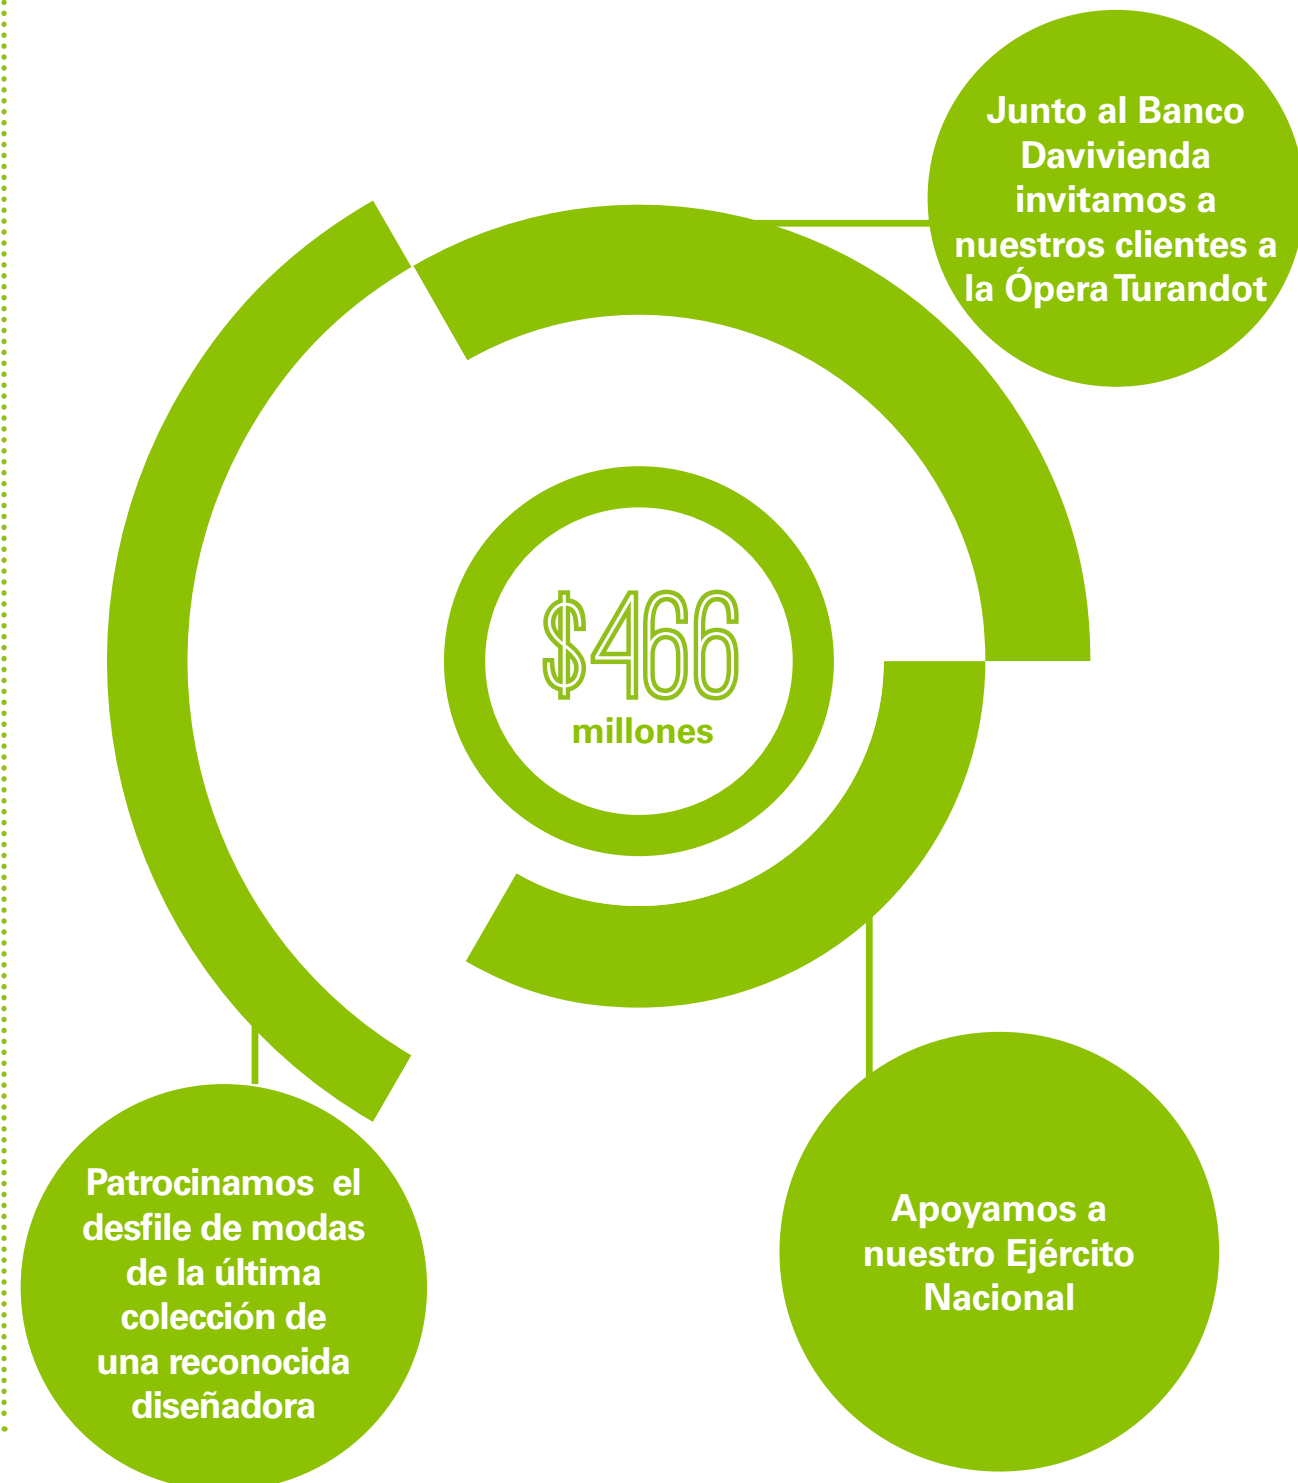 Junto al Banco
Davivienda
invitamos a
nuestros clientes a
la Ópera Turandot
$466
millones
Patrocinamos el
desfile de modas
de la última
colección de
una reconocida
diseñadora
Apoyamos a
nuestro Ejército
Nacional